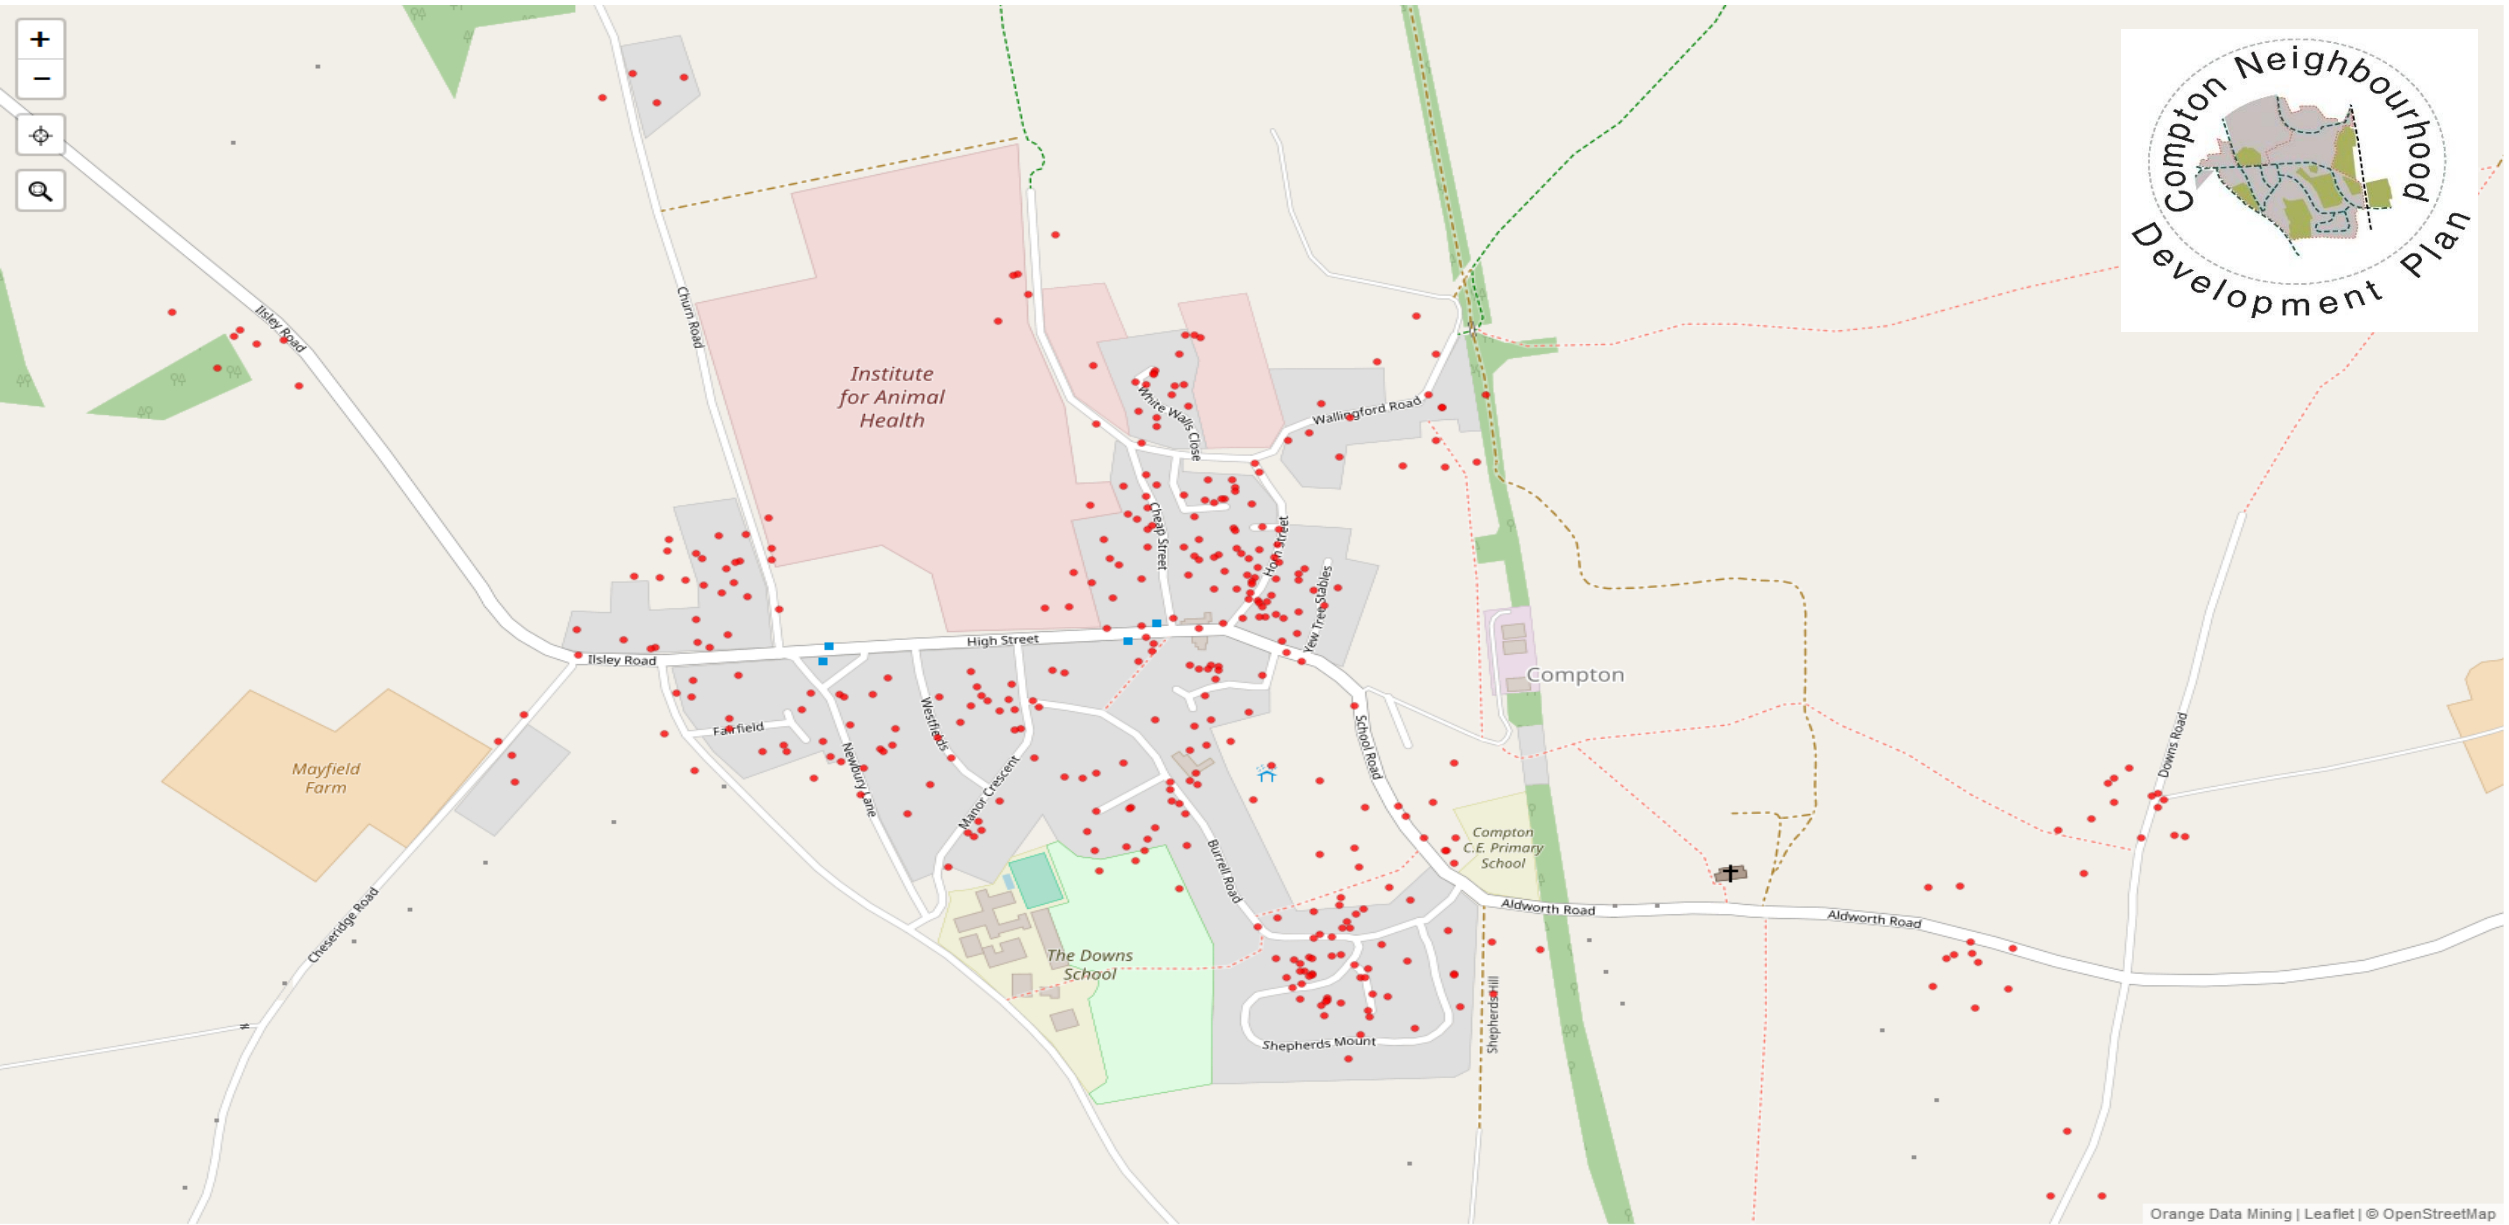 +
−
Compton Neighbourhood
Development Plan
Ilsley Road
Churn Road
Institute
for Animal
Health
White Walls Close
Wallingford Road
Cheap Street
Horn Street
Yew Tree Stables
High Street
Ilsley Road
Compton
Fairfield
Westfields
Newbury Lane
Manor Crescent
School Road
Downs Road
Mayfield
Farm
Burrell Road
Compton
C.E. Primary
School
Cheseridge Road
Aldworth Road
Aldworth Road
The Downs
School
Shepherds Hill
Shepherds Mount
Orange Data Mining | Leaflet | © OpenStreetMap